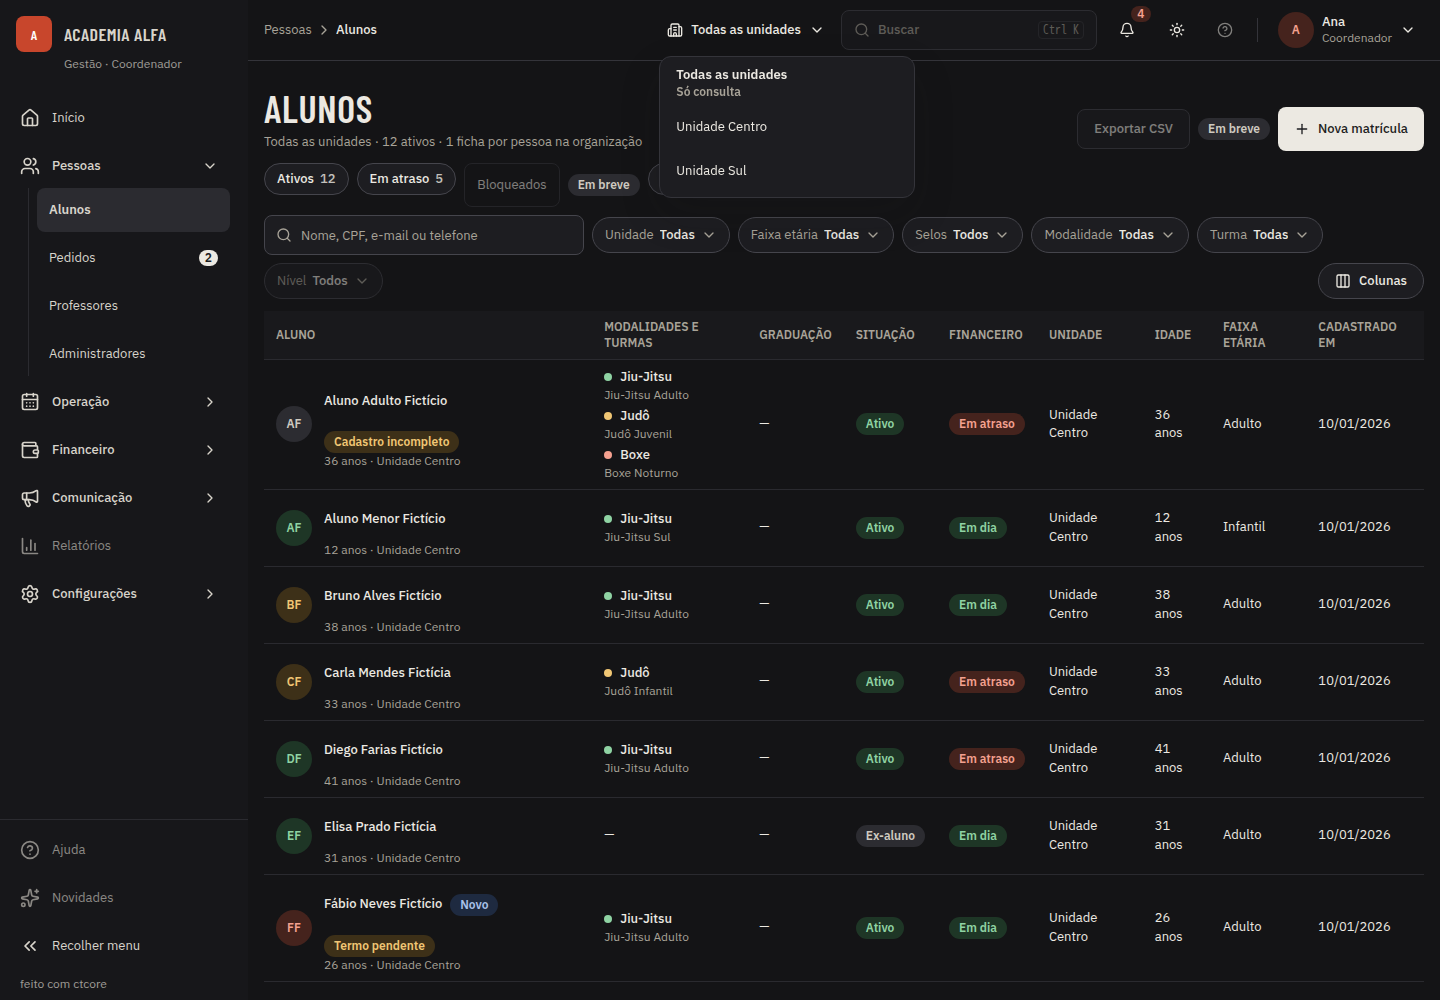 A
ACADEMIA ALFA
Gestão · Coordenador
Início
Pessoas
Alunos
Pedidos 2
Professores
Administradores
Operação
Financeiro
Comunicação
Relatórios
Configurações
Ajuda
Novidades
Recolher menu
feito com ctcore
Pessoas Alunos
Todas as unidades
Buscar Ctrl K
4
A
Ana
Coordenador
Todas as unidades
Só consulta
Unidade Centro
Unidade Sul
ALUNOS
Todas as unidades · 12 ativos · 1 ficha por pessoa na organização
Exportar CSV Em breve Nova matrícula
Ativos 12 Em atraso 5 Bloqueados Em breve
Nome, CPF, e-mail ou telefone Unidade Todas Faixa etária Todas Selos Todos Modalidade Todas Turma Todas
Nível Todos Colunas
ALUNO MODALIDADES E TURMAS GRADUAÇÃO SITUAÇÃO FINANCEIRO UNIDADE IDADE FAIXA ETÁRIA CADASTRADO EM
AF Aluno Adulto Fictício
Cadastro incompleto
36 anos · Unidade Centro
Jiu-Jitsu
Jiu-Jitsu Adulto
Judô
Judô Juvenil
Boxe
Boxe Noturno
— Ativo Em atraso Unidade Centro 36 anos Adulto 10/01/2026
AF Aluno Menor Fictício
12 anos · Unidade Centro
Jiu-Jitsu
Jiu-Jitsu Sul
— Ativo Em dia Unidade Centro 12 anos Infantil 10/01/2026
BF Bruno Alves Fictício
38 anos · Unidade Centro
Jiu-Jitsu
Jiu-Jitsu Adulto
— Ativo Em dia Unidade Centro 38 anos Adulto 10/01/2026
CF Carla Mendes Fictícia
33 anos · Unidade Centro
Judô
Judô Infantil
— Ativo Em atraso Unidade Centro 33 anos Adulto 10/01/2026
DF Diego Farias Fictício
41 anos · Unidade Centro
Jiu-Jitsu
Jiu-Jitsu Adulto
— Ativo Em atraso Unidade Centro 41 anos Adulto 10/01/2026
EF Elisa Prado Fictícia
31 anos · Unidade Centro
—
— Ex-aluno Em dia Unidade Centro 31 anos Adulto 10/01/2026
FF Fábio Neves Fictício Novo
Termo pendente
26 anos · Unidade Centro
Jiu-Jitsu
Jiu-Jitsu Adulto
— Ativo Em dia Unidade Centro 26 anos Adulto 10/01/2026